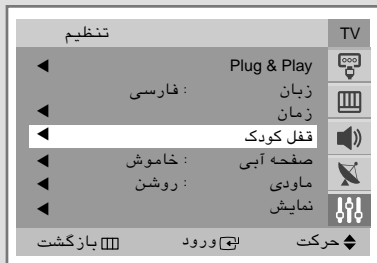 TV
تنظیم
Plug & Play
زبان : فارسی
زمان
قفل کودک
صفحه آبی : خاموش
ماودی : روشن
نمایش
حرکت ورود بازگشت